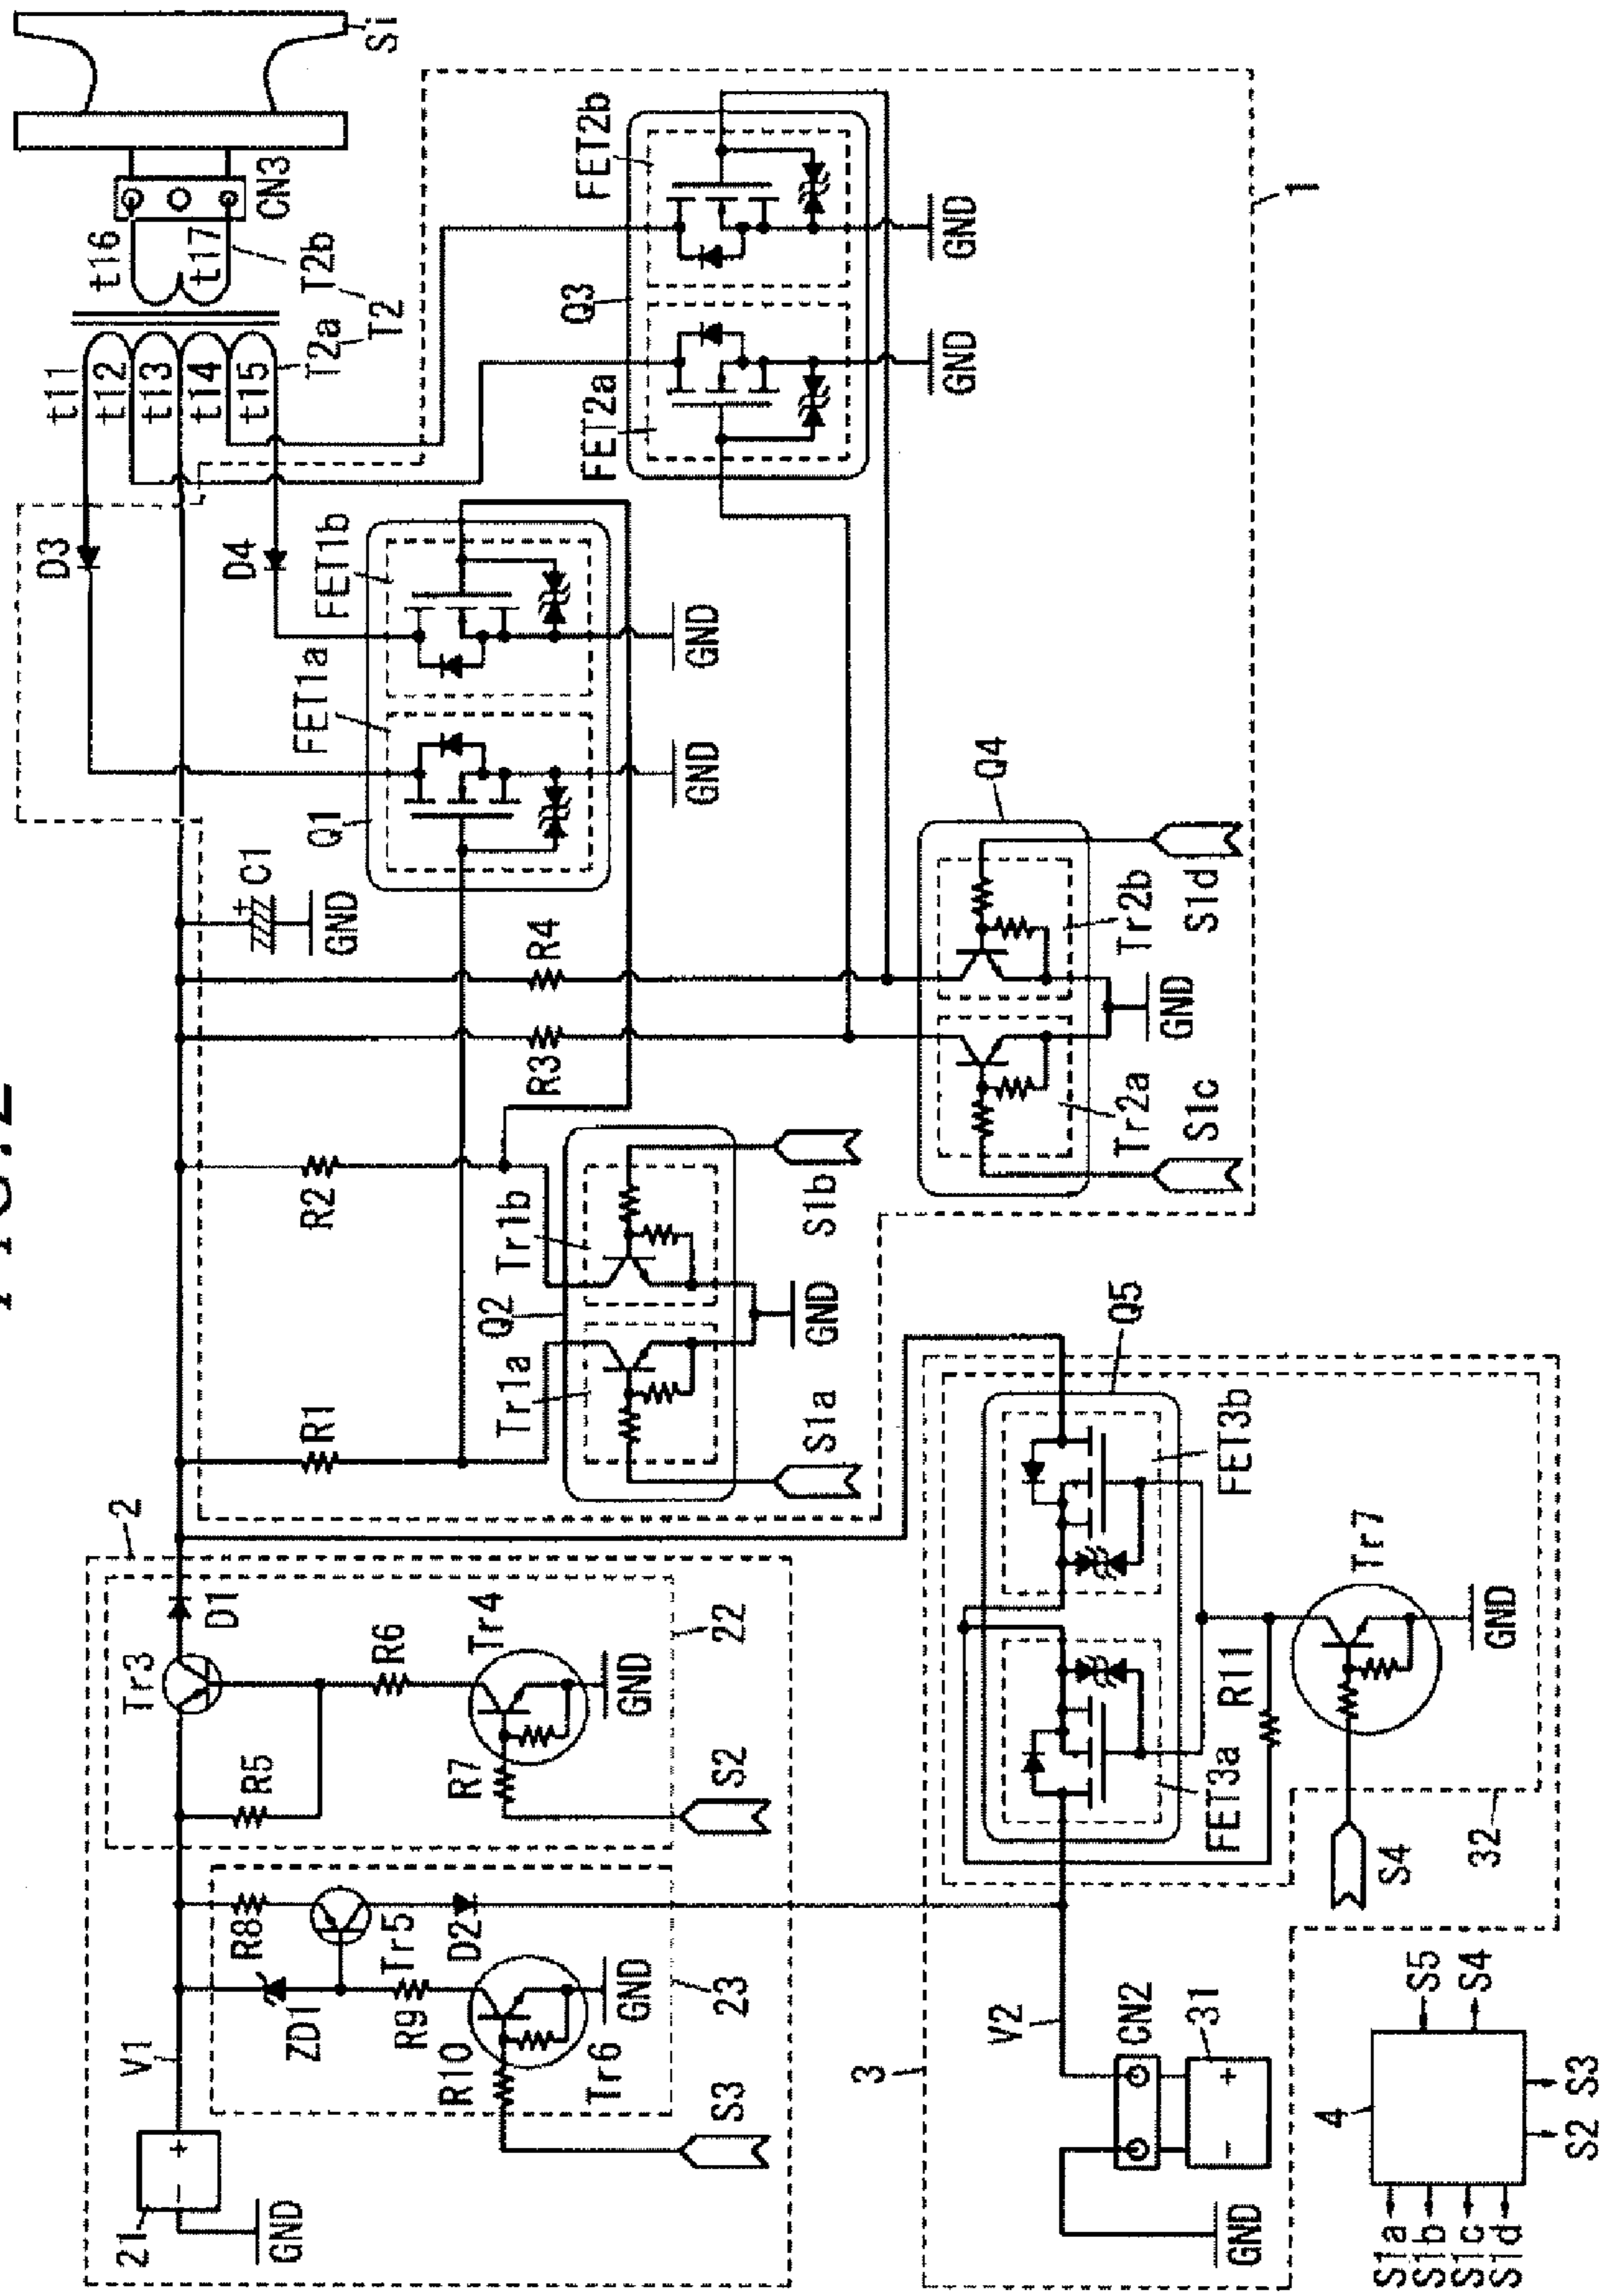 Si
CN3
t16
t17
T2b
T2
T2a
t11
t12
t13
t14
t15
D3
D4
FET2b
Q3
FET2a
GND
GND
1
FET1b
FET1a
Q1
GND
GND
C1
+
GND
R4
R3
Q4
Tr2b
S1d
GND
Tr2a
S1c
R2
Tr1b
Q2
Tr1a
S1b
GND
S1a
R1
2
D1
Tr3
R6
Tr4
22
GND
R5
R7
S2
R8
Tr5
D2
ZD1
R9
R10
Tr6
GND
23
S3
V1
21
+
−
GND
Q5
FET3b
Tr7
GND
R11
FET3a
S4
32
3
V2
CN2
31
+
−
GND
4
S5
S4
S3
S2
S1a
S1b
S1c
S1d